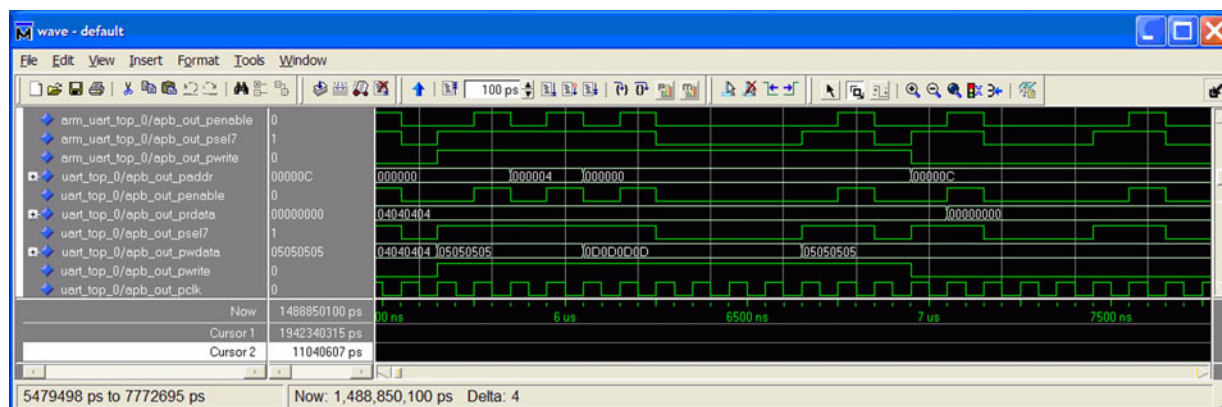 wave - default
File Edit View Insert Format Tools Window
100 ps
arm_uart_top_0/apb_out_penable 0
arm_uart_top_0/apb_out_psel7 1
arm_uart_top_0/apb_out_pwrite 0
uart_top_0/apb_out_paddr 00000C 000000 000004 000000 00000C
uart_top_0/apb_out_penable 0
uart_top_0/apb_out_prdata 00000000 04040404 00000000
uart_top_0/apb_out_psel7 1
uart_top_0/apb_out_pwdata 05050505 04040404 05050505 0D0D0D0D 05050505
uart_top_0/apb_out_pwrite 0
uart_top_0/apb_out_pclk 0
Now 1488850100 ps 00 ns 6 us 6500 ns 7 us 7500 ns
Cursor 1 1942340315 ps
Cursor 2 11040607 ps
5479498 ps to 7772695 ps Now: 1,488,850,100 ps Delta: 4